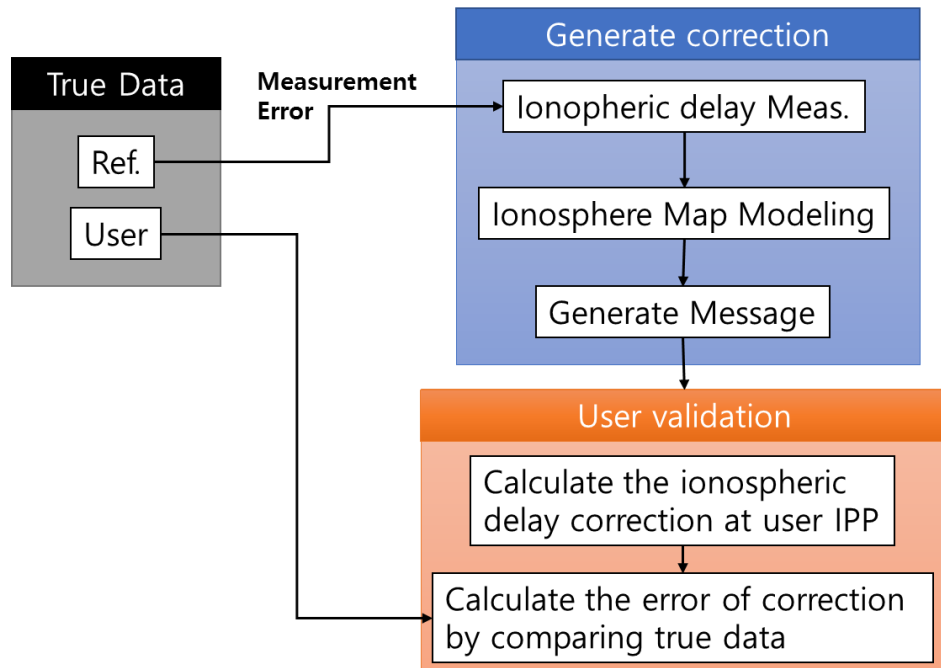 True Data
Ref.
User
Measurement
Error
Generate correction
Ionopheric delay Meas.
Ionosphere Map Modeling
Generate Message
User validation
Calculate the ionospheric
delay correction at user IPP
Calculate the error of correction
by comparing true data